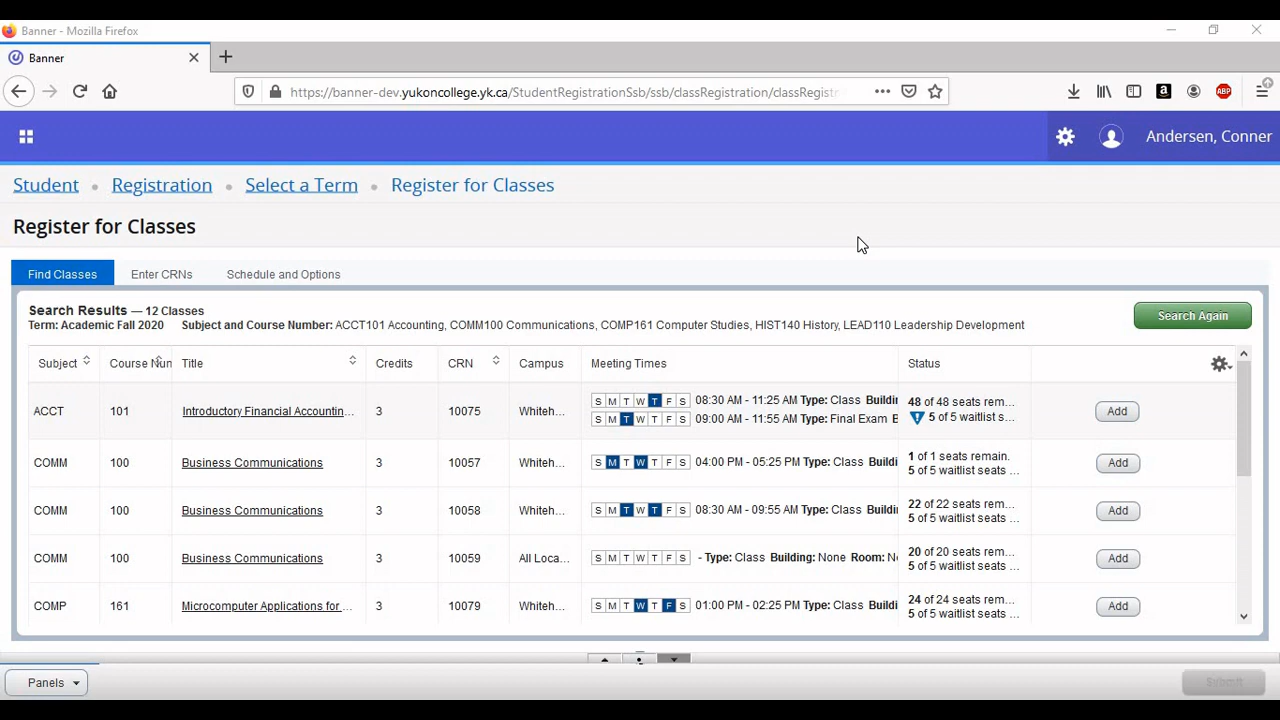 Banner - Mozilla Firefox
Banner
https://banner-dev.yukoncollege.yk.ca/StudentRegistrationSsb/ssb/classRegistration/classRegistr
Andersen, Conner
Student Registration Select a Term Register for Classes
Register for Classes
Find Classes Enter CRNs Schedule and Options
Search Results — 12 Classes
Term: Academic Fall 2020 Subject and Course Number: ACCT101 Accounting, COMM100 Communications, COMP161 Computer Studies, HIST140 History, LEAD110 Leadership Development
Search Again
Subject Course Num Title Credits CRN Campus Meeting Times Status
ACCT 101 Introductory Financial Accountin... 3 10075 Whiteh... S M T W T F S 08:30 AM - 11:25 AM Type: Class Buildin 48 of 48 seats rem... Add
S M T W T F S 09:00 AM - 11:55 AM Type: Final Exam B 5 of 5 waitlist s...
COMM 100 Business Communications 3 10057 Whiteh... S M T W T F S 04:00 PM - 05:25 PM Type: Class Buildi 1 of 1 seats remain. Add
5 of 5 waitlist seats ...
COMM 100 Business Communications 3 10058 Whiteh... S M T W T F S 08:30 AM - 09:55 AM Type: Class Buildi 22 of 22 seats rem... Add
5 of 5 waitlist seats ...
COMM 100 Business Communications 3 10059 All Loca... S M T W T F S - Type: Class Building: None Room: No 20 of 20 seats rem... Add
5 of 5 waitlist seats ...
COMP 161 Microcomputer Applications for ... 3 10079 Whiteh... S M T W T F S 01:00 PM - 02:25 PM Type: Class Buildi 24 of 24 seats rem... Add
5 of 5 waitlist seats ...
Panels Submit